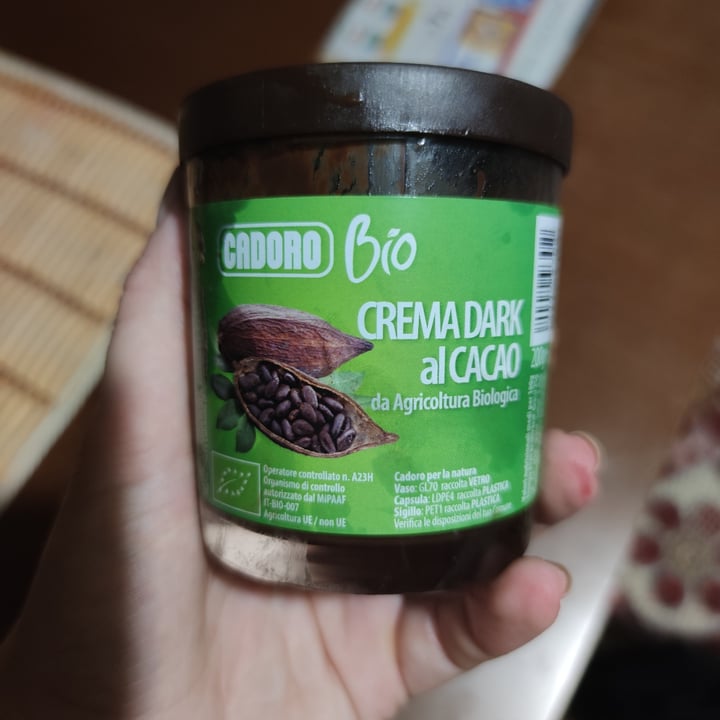 CADORO Bio
CREMA DARK
al CACAO
da Agricoltura Biologica
Operatore controllato n. A23H
Organismo di controllo
autorizzato dal MiPAAF
IT-BIO-007
Agricoltura UE / non UE
Cadoro per la natura
Vaso: GL70 raccolta VETRO
Capsula: LDPE4 raccolta PLASTICA
Sigillo: PET1 raccolta PLASTICA.
Verifica le disposizioni del tuo Comune.